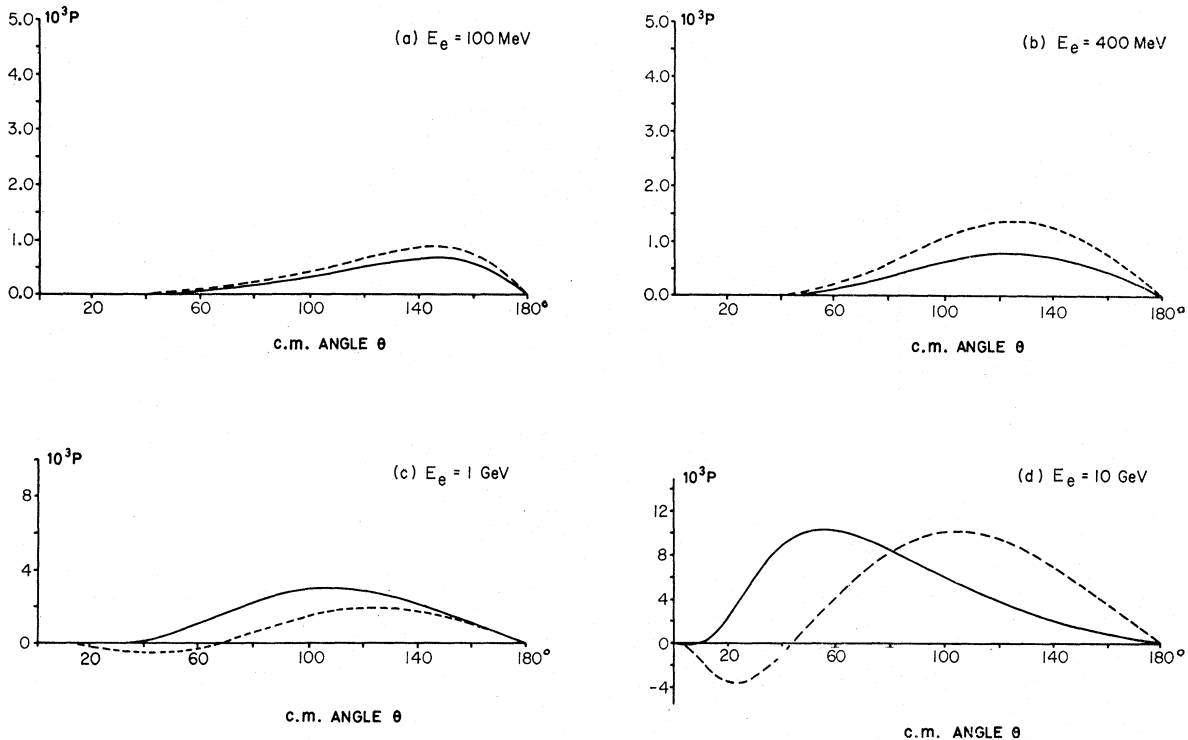 5.0 10³P
(a) Eₑ = 100 MeV
4.0
3.0
2.0
1.0
0.0
20 60 100 140 180°
c.m. ANGLE θ
5.0 10³P
(b) Eₑ = 400 MeV
4.0
3.0
2.0
1.0
0.0
20 60 100 140 180°
c.m. ANGLE θ
10³P
(c) Eₑ = 1 GeV
8
4
0
20 60 100 140 180°
c.m. ANGLE θ
10³P
(d) Eₑ = 10 GeV
12
8
4
0
20 60 100 140 180°
-4
c.m. ANGLE θ